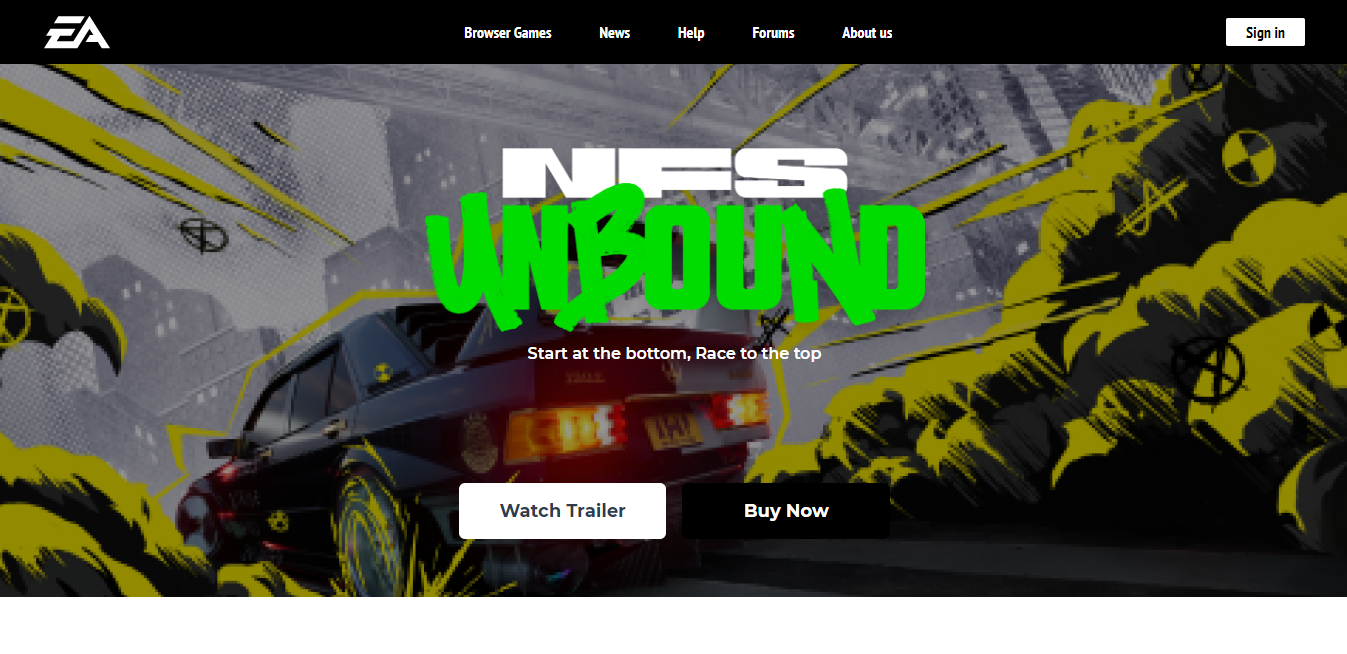 EA
Browser Games
News
Help
Forums
About us
Sign in
NFS
UNBOUND
Start at the bottom, Race to the top
Watch Trailer
Buy Now